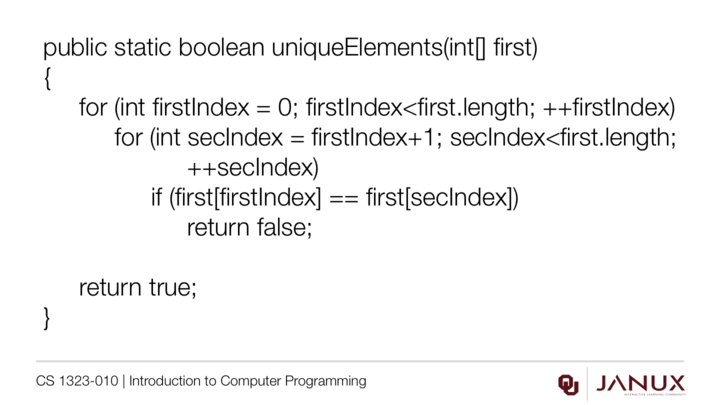 public static boolean uniqueElements(int[] first)
{
for (int firstIndex = 0; firstIndex<first.length; ++firstIndex)
for (int secIndex = firstIndex+1; secIndex<first.length;
++secIndex)
if (first[firstIndex] == first[secIndex])
return false;
return true;
}
CS 1323-010 | Introduction to Computer Programming
OU JANUX
INTERACTIVE LEARNING COMMUNITY